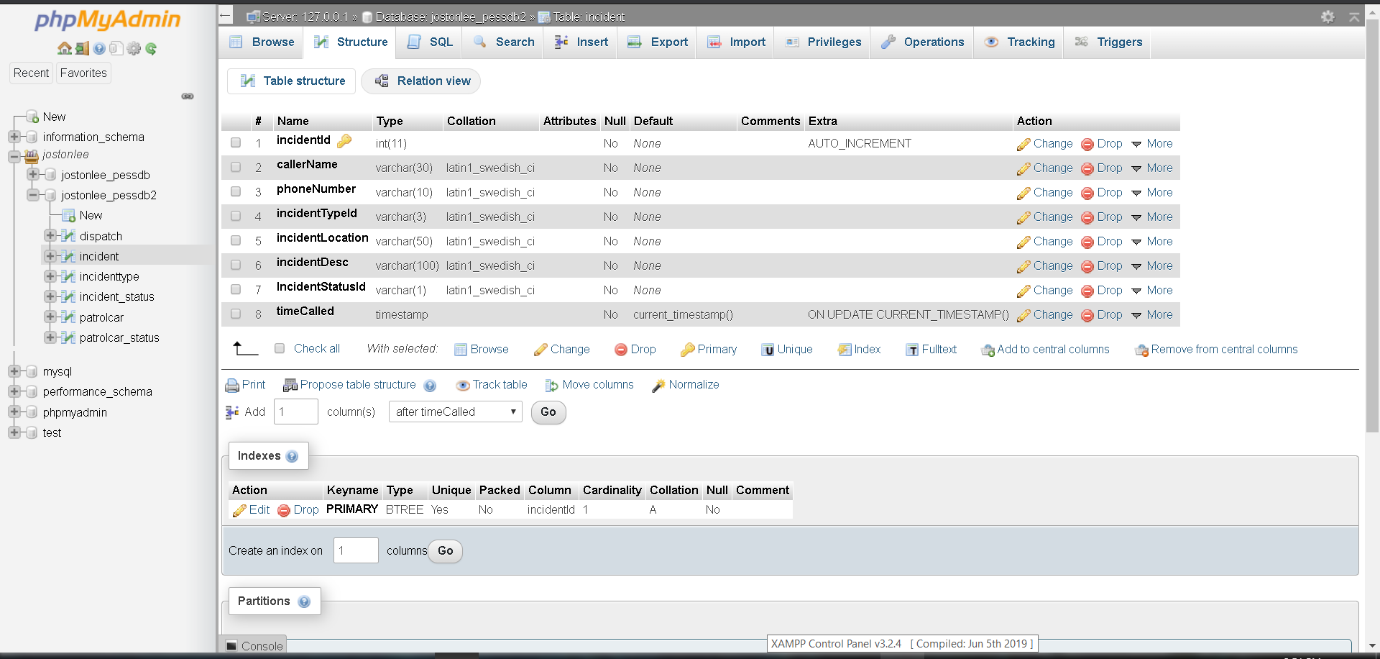 phpMyAdmin
Recent Favorites
New
information_schema
jostonlee
jostonlee_pessdb
jostonlee_pessdb2
New
dispatch
incident
incidenttype
incident_status
patrolcar
patrolcar_status
mysql
performance_schema
phpmyadmin
test
Server: 127.0.0.1 » Database: jostonlee_pessdb2 » Table: incident
Browse Structure SQL Search Insert Export Import Privileges Operations Tracking Triggers
Table structure Relation view
# Name Type Collation Attributes Null Default Comments Extra Action
1 incidentId int(11) No None AUTO_INCREMENT Change Drop More
2 callerName varchar(30) latin1_swedish_ci No None Change Drop More
3 phoneNumber varchar(10) latin1_swedish_ci No None Change Drop More
4 incidentTypeId varchar(3) latin1_swedish_ci No None Change Drop More
5 incidentLocation varchar(50) latin1_swedish_ci No None Change Drop More
6 incidentDesc varchar(100) latin1_swedish_ci No None Change Drop More
7 IncidentStatusId varchar(1) latin1_swedish_ci No None Change Drop More
8 timeCalled timestamp No current_timestamp() ON UPDATE CURRENT_TIMESTAMP() Change Drop More
Check all With selected: Browse Change Drop Primary Unique Index Fulltext Add to central columns Remove from central columns
Print Propose table structure Track table Move columns Normalize
Add 1 column(s) after timeCalled Go
Indexes
Action Keyname Type Unique Packed Column Cardinality Collation Null Comment
Edit Drop PRIMARY BTREE Yes No incidentId 1 A No
Create an index on 1 columns Go
Partitions
Console
XAMPP Control Panel v3.2.4 [ Compiled: Jun 5th 2019 ]